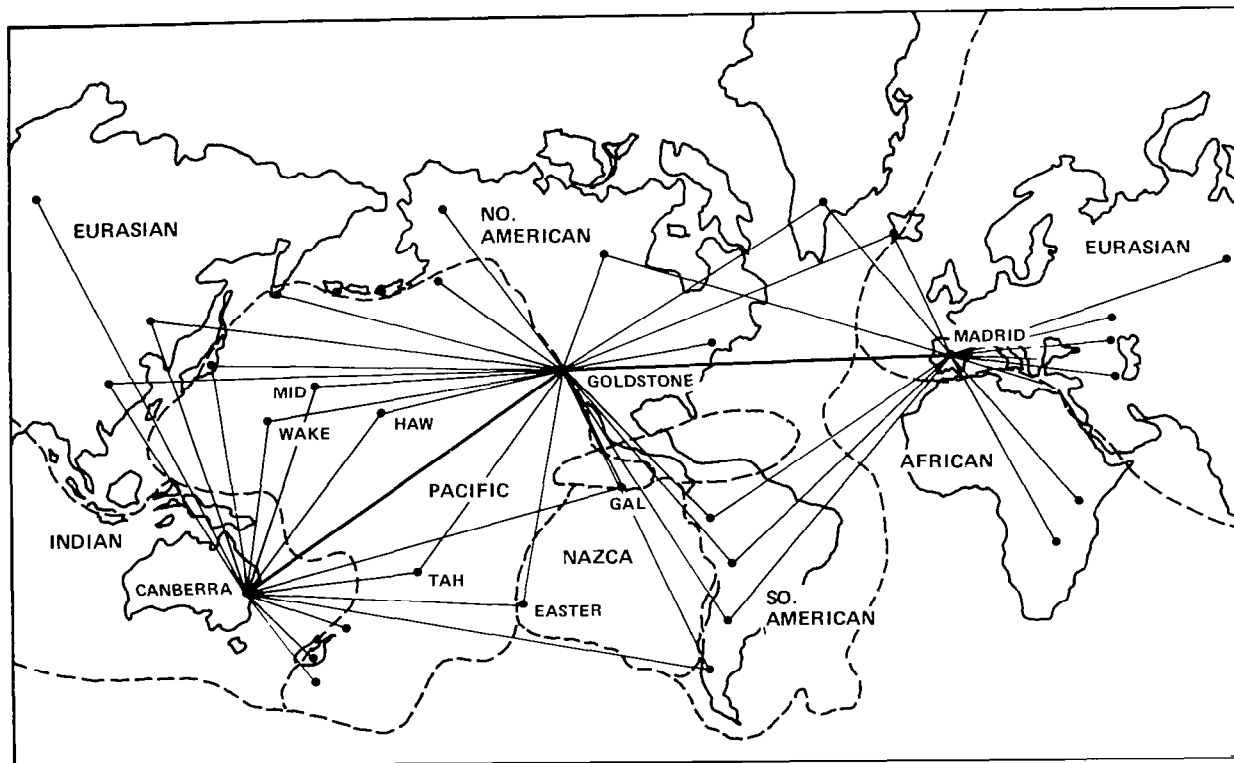 EURASIAN
NO.
AMERICAN
EURASIAN
MADRID
GOLDSTONE
MID
HAW
WAKE
AFRICAN
PACIFIC
GAL
INDIAN
NAZCA
CANBERRA
TAH
EASTER
SO.
AMERICAN